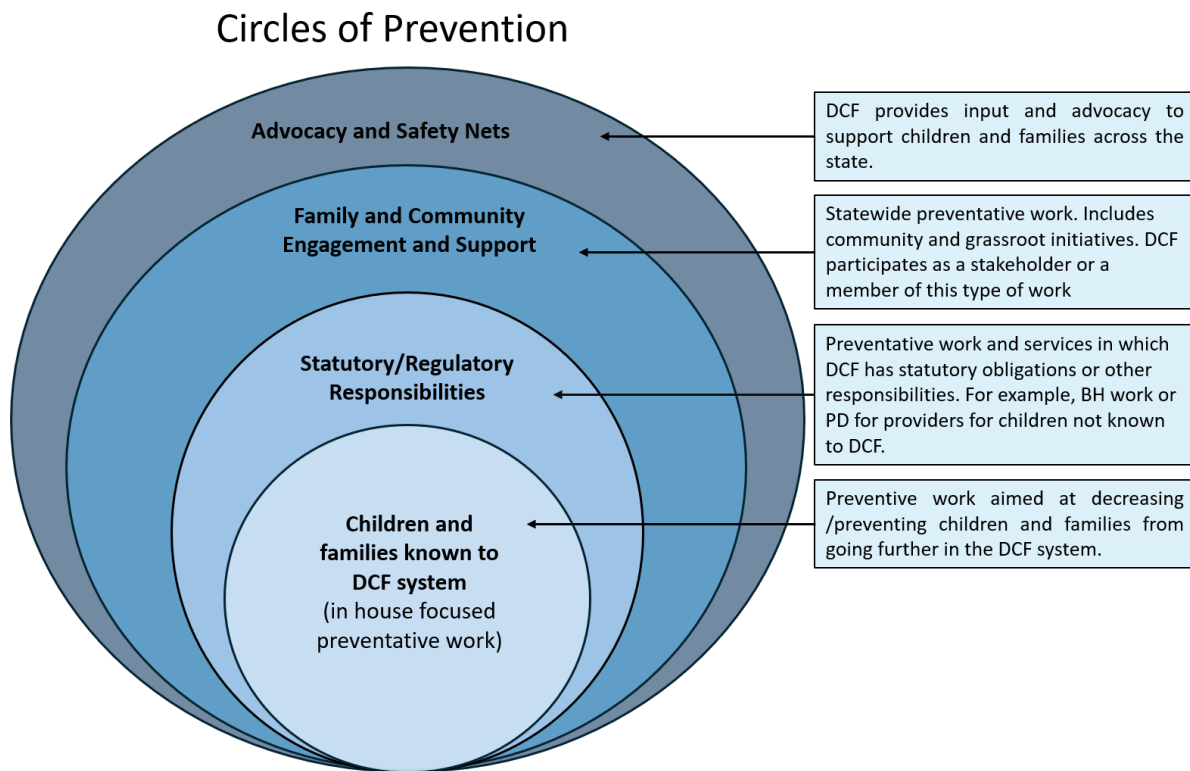 Circles of Prevention
Advocacy and Safety Nets
DCF provides input and advocacy to
support children and families across the
state.
Family and Community
Engagement and Support
Statewide preventative work. Includes
community and grassroot initiatives. DCF
participates as a stakeholder or a
member of this type of work
Statutory/Regulatory
Responsibilities
Preventative work and services in which
DCF has statutory obligations or other
responsibilities. For example, BH work or
PD for providers for children not known
to DCF.
Children and
families known to
DCF system
(in house focused
preventative work)
Preventive work aimed at decreasing
/preventing children and families from
going further in the DCF system.